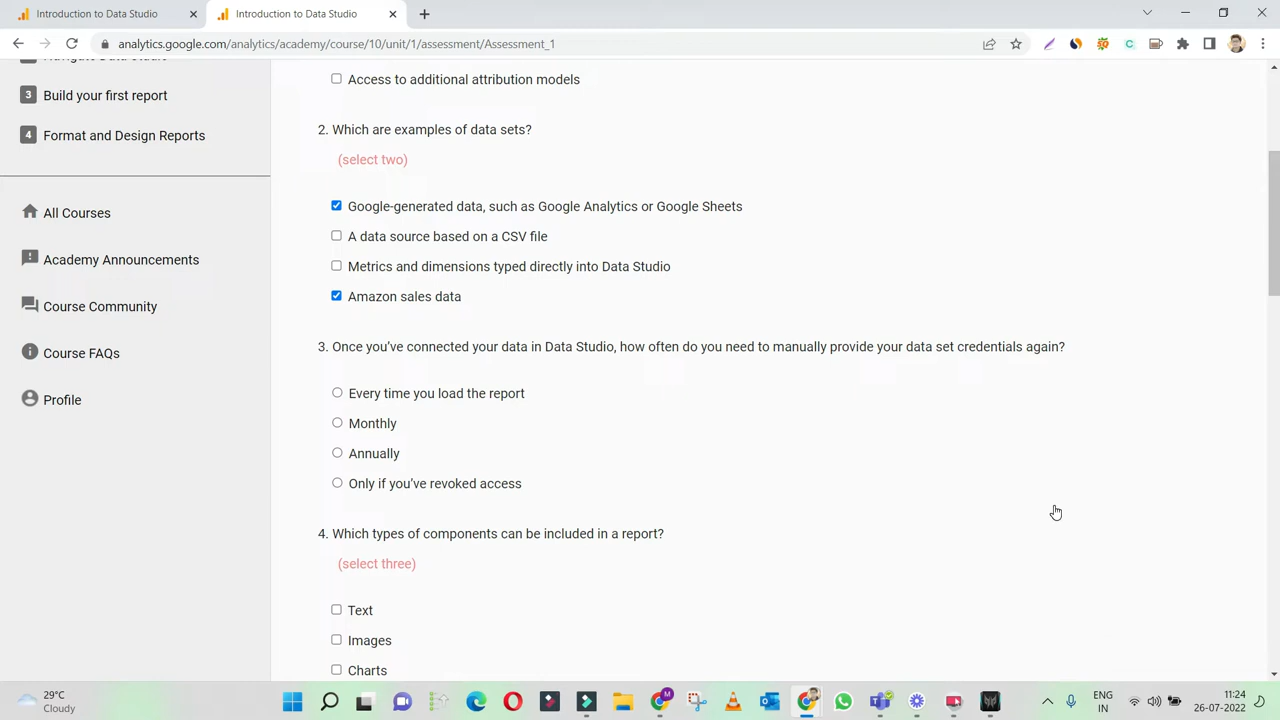 Introduction to Data Studio
Introduction to Data Studio
analytics.google.com/analytics/academy/course/10/unit/1/assessment/Assessment_1
3 Build your first report
4 Format and Design Reports
All Courses
Academy Announcements
Course Community
Course FAQs
Profile
Access to additional attribution models
2. Which are examples of data sets?
(select two)
Google-generated data, such as Google Analytics or Google Sheets
A data source based on a CSV file
Metrics and dimensions typed directly into Data Studio
Amazon sales data
3. Once you've connected your data in Data Studio, how often do you need to manually provide your data set credentials again?
Every time you load the report
Monthly
Annually
Only if you've revoked access
4. Which types of components can be included in a report?
(select three)
Text
Images
Charts
29°C
Cloudy
M
ENG
IN
11:24
26-07-2022